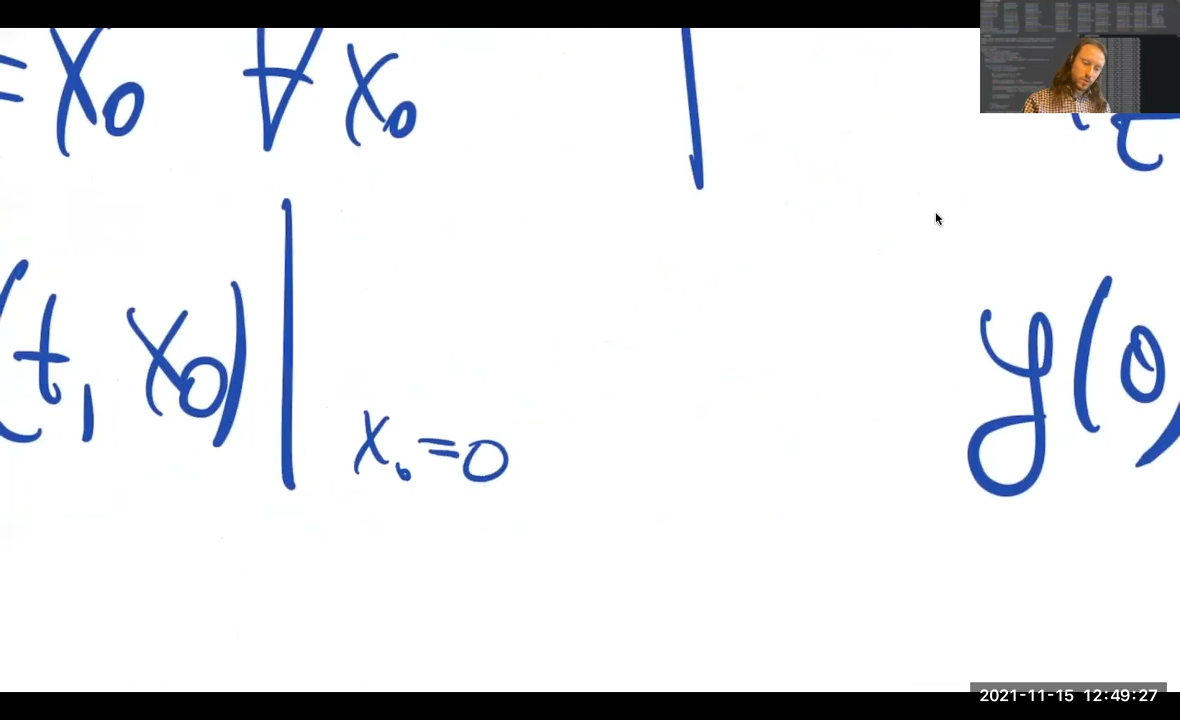 = x₀ ∀ x₀
(t, x₀) | x₀=0
y(0)
2021-11-15 12:49:27